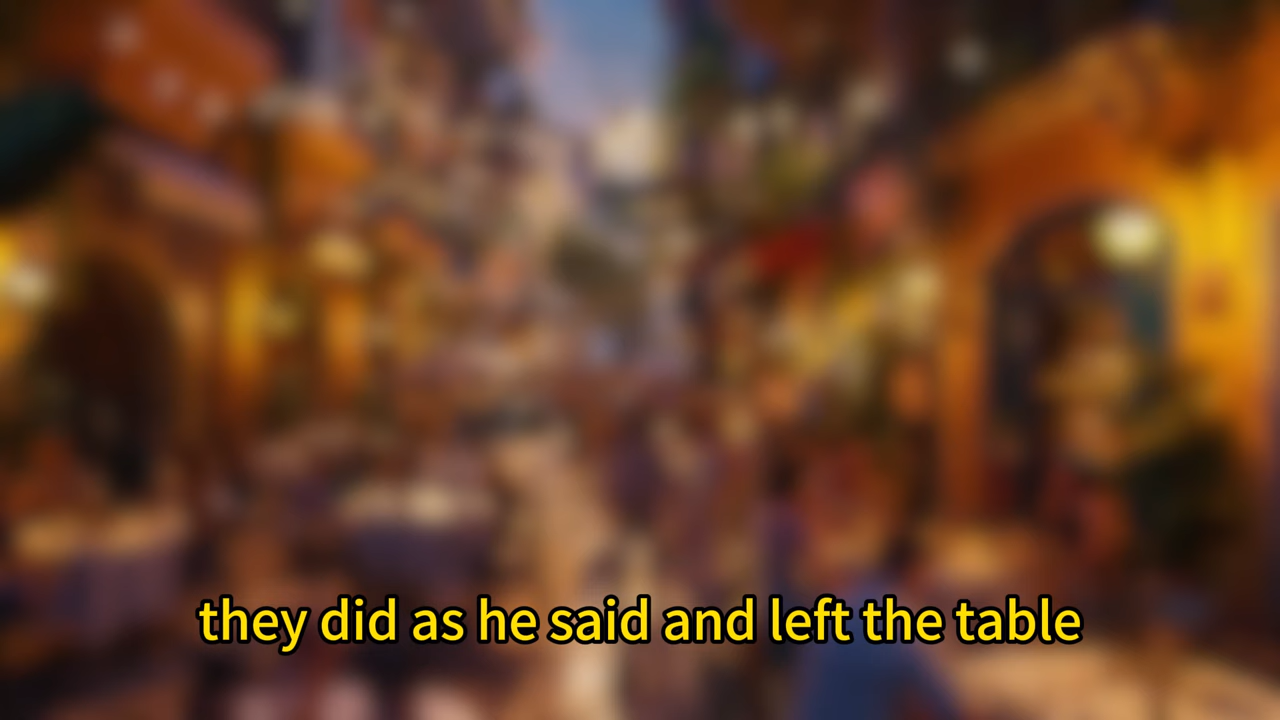 they did as he said and left the table